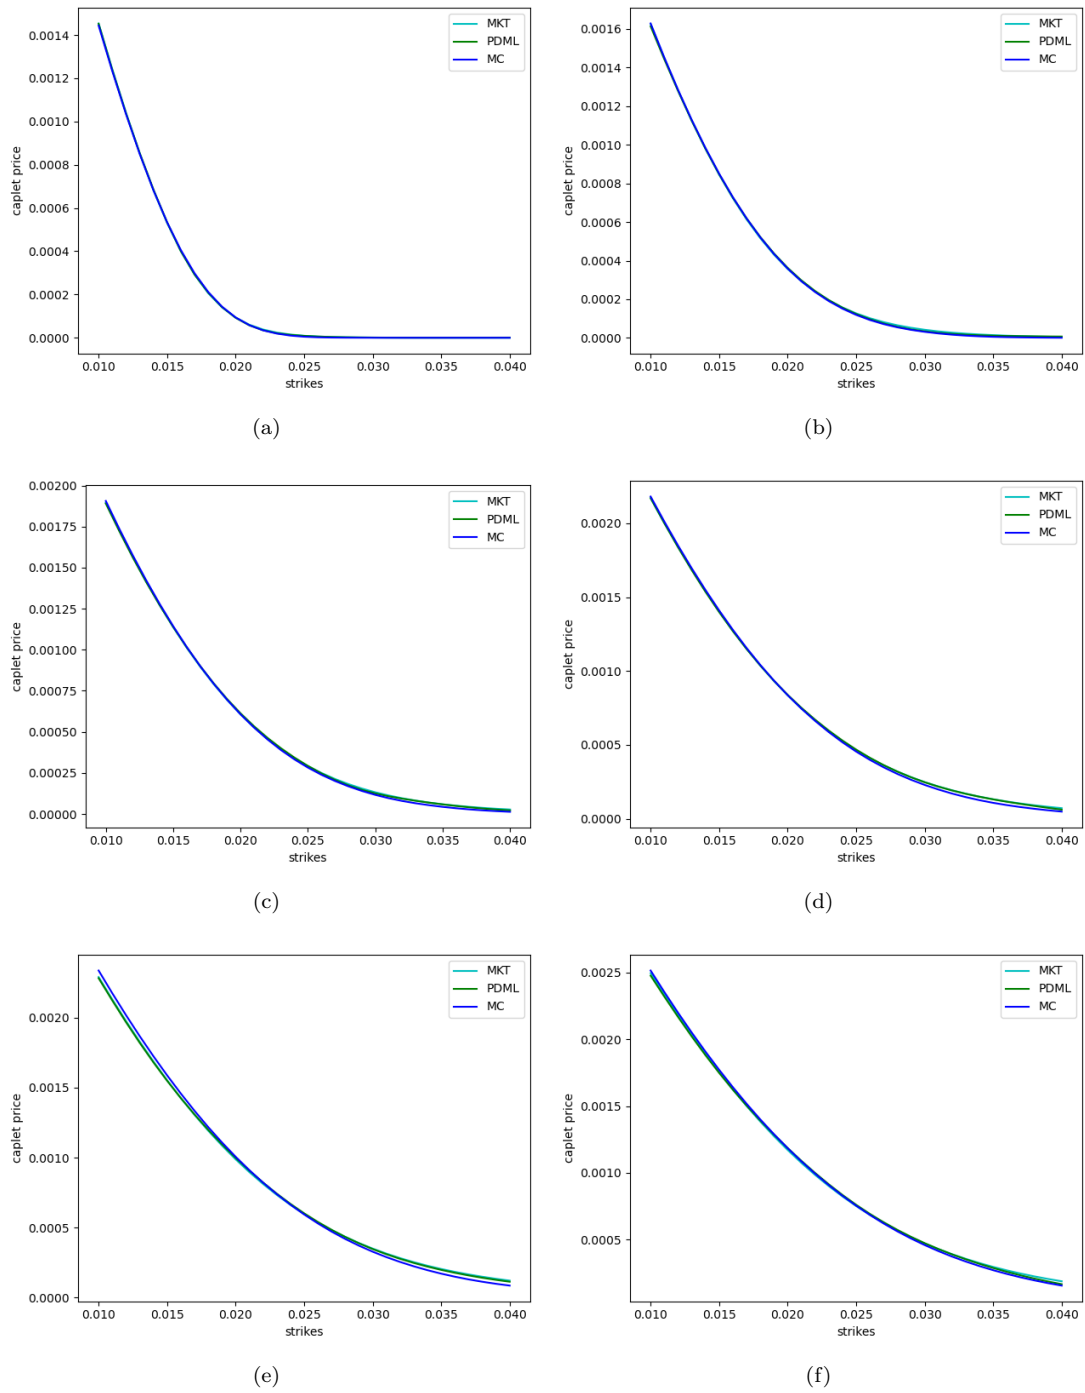 MKT
PDML
MC
0.0014
0.0012
0.0010
0.0008
0.0006
0.0004
0.0002
0.0000
caplet price
0.010 0.015 0.020 0.025 0.030 0.035 0.040
strikes
(a)
MKT
PDML
MC
0.0016
0.0014
0.0012
0.0010
0.0008
0.0006
0.0004
0.0002
0.0000
caplet price
0.010 0.015 0.020 0.025 0.030 0.035 0.040
strikes
(b)
MKT
PDML
MC
0.00200
0.00175
0.00150
0.00125
0.00100
0.00075
0.00050
0.00025
0.00000
caplet price
0.010 0.015 0.020 0.025 0.030 0.035 0.040
strikes
(c)
MKT
PDML
MC
0.0020
0.0015
0.0010
0.0005
0.0000
caplet price
0.010 0.015 0.020 0.025 0.030 0.035 0.040
strikes
(d)
MKT
PDML
MC
0.0020
0.0015
0.0010
0.0005
0.0000
caplet price
0.010 0.015 0.020 0.025 0.030 0.035 0.040
strikes
(e)
MKT
PDML
MC
0.0025
0.0020
0.0015
0.0010
0.0005
caplet price
0.010 0.015 0.020 0.025 0.030 0.035 0.040
strikes
(f)